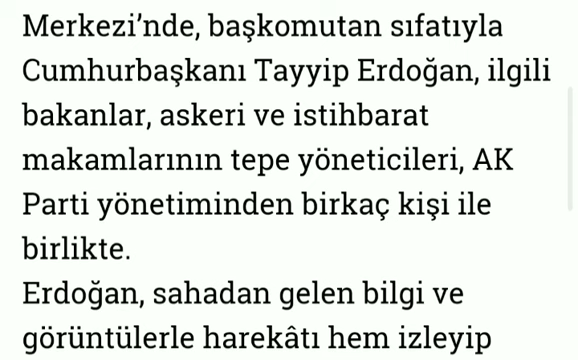 Merkezi’nde, başkomutan sıfatıyla
Cumhurbaşkanı Tayyip Erdoğan, ilgili
bakanlar, askeri ve istihbarat
makamlarının tepe yöneticileri, AK
Parti yönetiminden birkaç kişi ile
birlikte.
Erdoğan, sahadan gelen bilgi ve
görüntülerle harekâtı hem izleyip